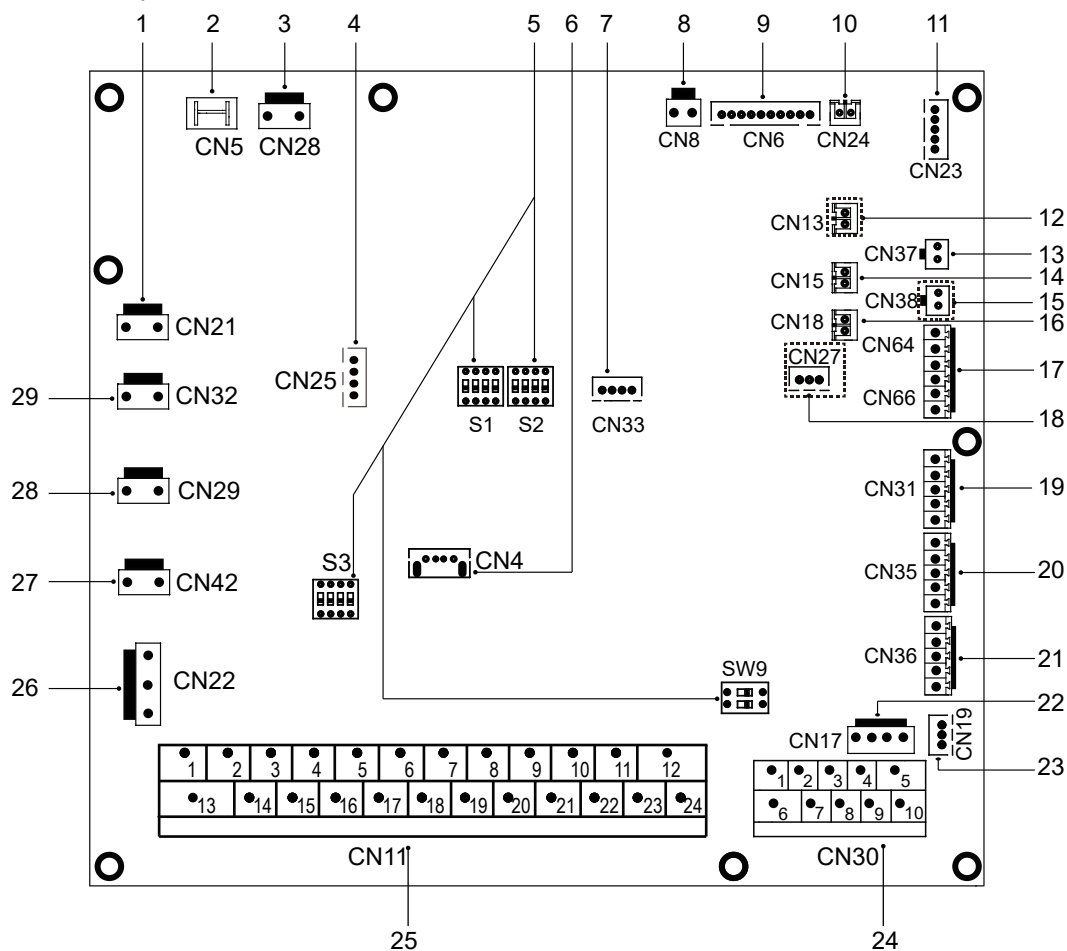 1 2 3 4 5 6 7 8 9 10 11
CN5 CN28 CN8 CN6 CN24
CN23
CN13 12
CN37 13
CN15 14
CN38 15
CN21 CN18 16
CN25 CN27 CN64
17
29 CN32 CN66
S1 S2 CN33 18
28 CN29 CN31 19
S3 CN4
27 CN42 CN35 20
CN36 21
26 CN22 SW9
22
CN17 CN19
23
1 2 3 4 5 6 7 8 9 10 11 12
13 14 15 16 17 18 19 20 21 22 23 24
1 2 3 4 5
6 7 8 9 10
CN11 CN30
25 24